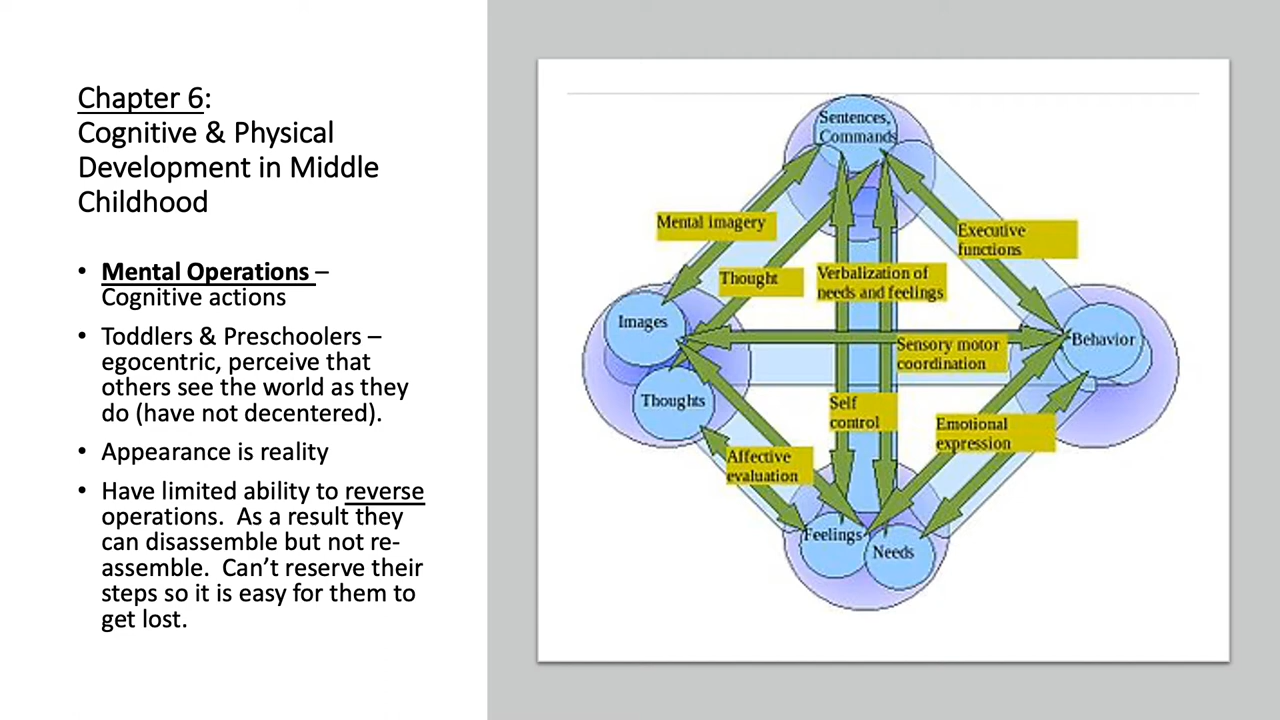 Chapter 6:
Cognitive & Physical
Development in Middle
Childhood
• Mental Operations –
Cognitive actions
• Toddlers & Preschoolers –
egocentric, perceive that
others see the world as they
do (have not decentered).
• Appearance is reality
• Have limited ability to reverse
operations. As a result they
can disassemble but not re-
assemble. Can’t reserve their
steps so it is easy for them to
get lost.
Sentences,
Commands
Mental imagery
Executive
functions
Thought
Verbalization of
needs and feelings
Images
Behavior
Sensory motor
coordination
Thoughts
Self
control
Emotional
expression
Affective
evaluation
Feelings
Needs